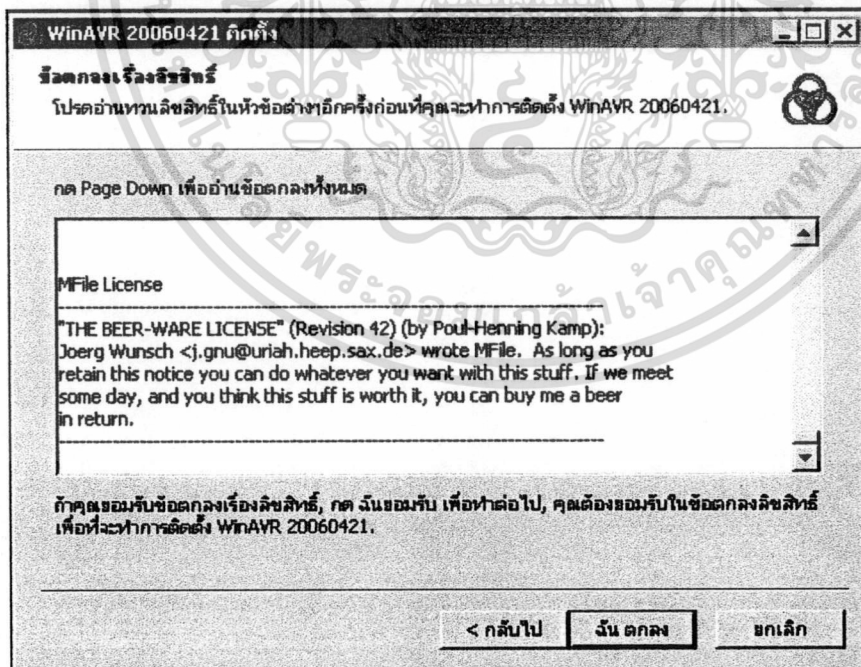 WinAVR 20060421 ติดตั้ง
ข้อตกลงเรื่องลิขสิทธิ์
โปรดอ่านทวนลิขสิทธิ์ในหัวข้อต่างๆอีกครั้งก่อนที่คุณจะทำการติดตั้ง WinAVR 20060421.
กด Page Down เพื่ออ่านข้อตกลงทั้งหมด
MFile License
"THE BEER-WARE LICENSE" (Revision 42) (by Poul-Henning Kamp):
Joerg Wunsch <j.gnu@uriah.heep.sax.de> wrote MFile. As long as you
retain this notice you can do whatever you want with this stuff. If we meet
some day, and you think this stuff is worth it, you can buy me a beer
in return.
ถ้าคุณยอมรับข้อตกลงเรื่องลิขสิทธิ์, กด ฉันยอมรับ เพื่อทำต่อไป, คุณต้องยอมรับในข้อตกลงลิขสิทธิ์
เพื่อที่จะทำการติดตั้ง WinAVR 20060421.
< กลับไป
ฉัน ตกลง
ยกเลิก